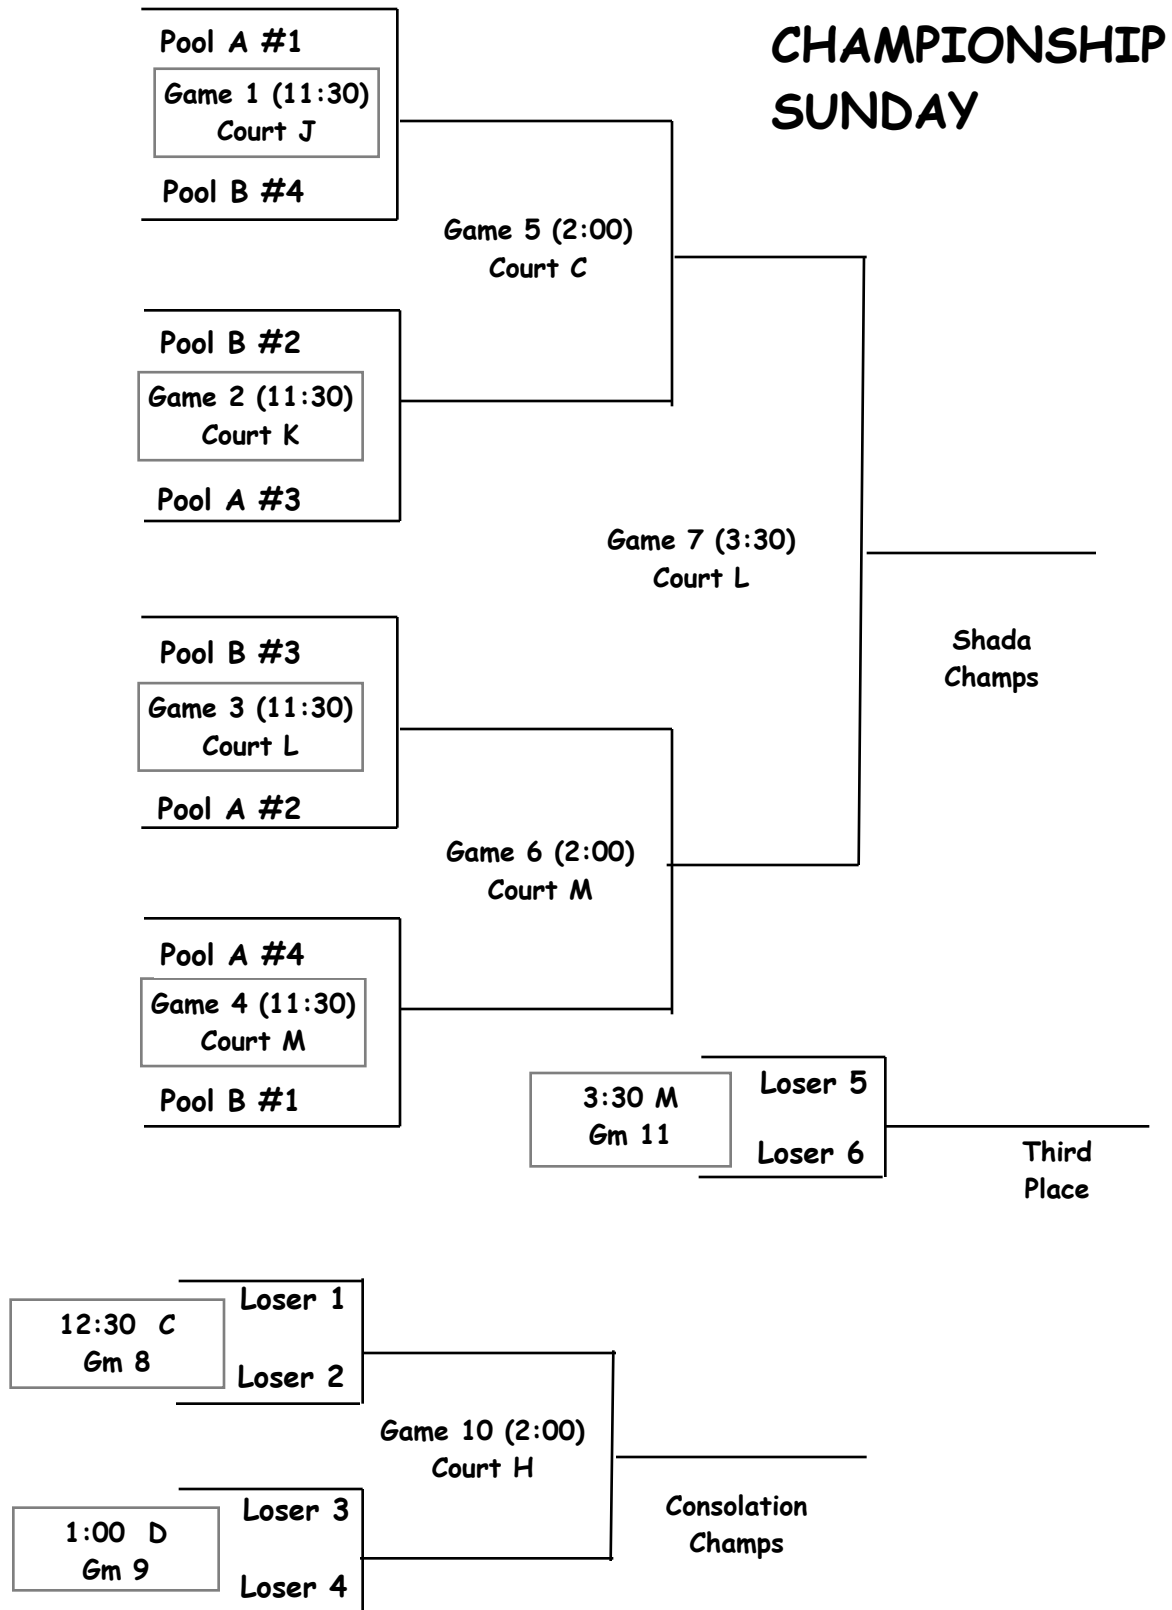 CHAMPIONSHIP
SUNDAY
Pool A #1
Game 1 (11:30)
Court J
Pool B #4
Game 5 (2:00)
Court C
Pool B #2
Game 2 (11:30)
Court K
Pool A #3
Game 7 (3:30)
Court L
Shada
Champs
Pool B #3
Game 3 (11:30)
Court L
Pool A #2
Game 6 (2:00)
Court M
Pool A #4
Game 4 (11:30)
Court M
Pool B #1
3:30 M
Gm 11
Loser 5
Loser 6
Third
Place
12:30 C
Gm 8
Loser 1
Loser 2
Game 10 (2:00)
Court H
Consolation
Champs
1:00 D
Gm 9
Loser 3
Loser 4